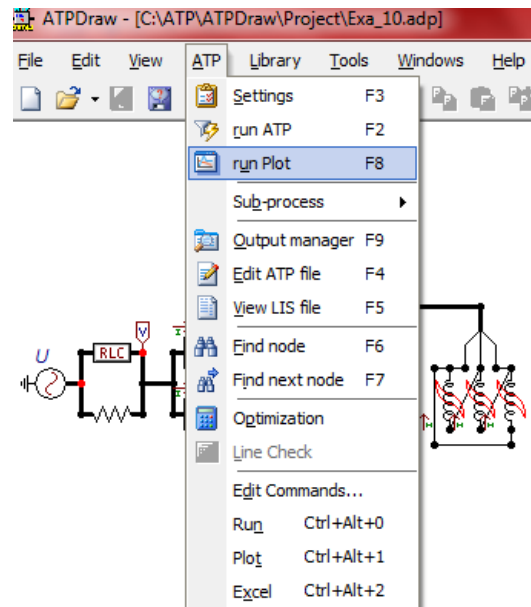 ATPDraw - [C:\ATP\ATPDraw\Project\Exa_10.adp]
File Edit View ATP Library Tools Windows Help
Settings F3
run ATP F2
run Plot F8
Sub-process
Output manager F9
Edit ATP file F4
View LIS file F5
Find node F6
Find next node F7
Optimization
Line Check
Edit Commands...
Run Ctrl+Alt+0
Plot Ctrl+Alt+1
Excel Ctrl+Alt+2
V
U
RLC